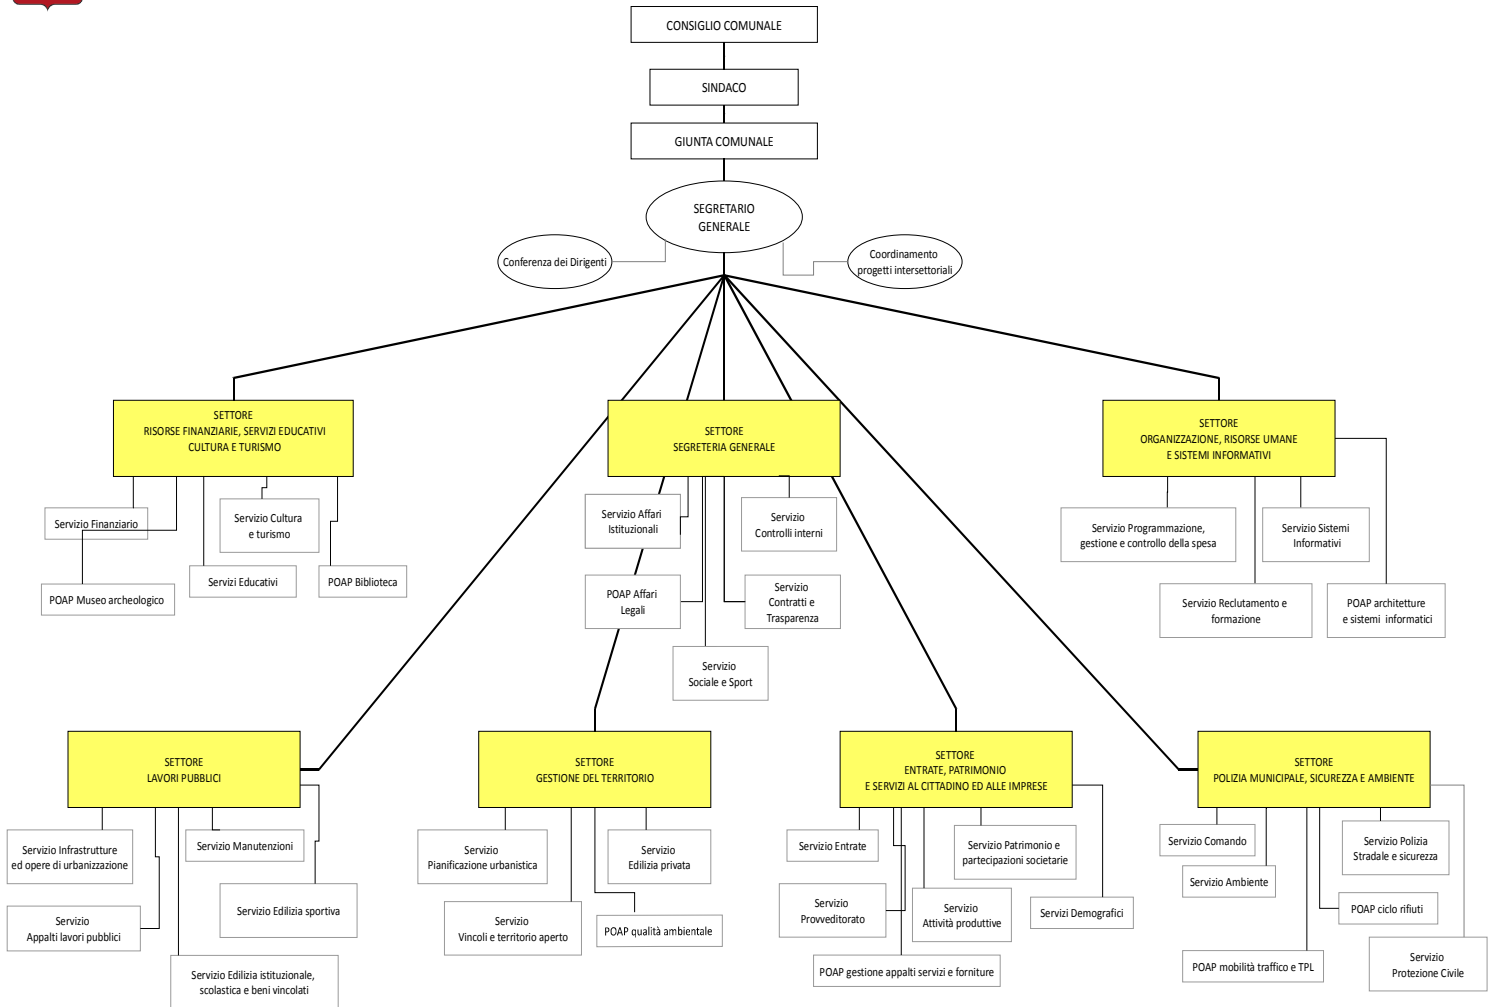 CONSIGLIO COMUNALE
SINDACO
GIUNTA COMUNALE
SEGRETARIO
GENERALE
Conferenza dei Dirigenti
Coordinamento
progetti intersettoriali
SETTORE
RISORSE FINANZIARIE, SERVIZI EDUCATIVI
CULTURA E TURISMO
SETTORE
SEGRETERIA GENERALE
SETTORE
ORGANIZZAZIONE, RISORSE UMANE
E SISTEMI INFORMATIVI
Servizio Finanziario
Servizio Cultura
e turismo
POAP Museo archeologico
Servizi Educativi
POAP Biblioteca
Servizio Affari
Istituzionali
Servizio
Controlli interni
POAP Affari
Legali
Servizio
Contratti e
Trasparenza
Servizio
Sociale e Sport
Servizio Programmazione,
gestione e controllo della spesa
Servizio Sistemi
Informativi
Servizio Reclutamento e
formazione
POAP architetture
e sistemi informatici
SETTORE
LAVORI PUBBLICI
SETTORE
GESTIONE DEL TERRITORIO
SETTORE
ENTRATE, PATRIMONIO
E SERVIZI AL CITTADINO ED ALLE IMPRESE
SETTORE
POLIZIA MUNICIPALE, SICUREZZA E AMBIENTE
Servizio Infrastrutture
ed opere di urbanizzazione
Servizio Manutenzioni
Servizio Edilizia sportiva
Servizio
Appalti lavori pubblici
Servizio Edilizia istituzionale,
scolastica e beni vincolati
Servizio
Pianificazione urbanistica
Servizio
Edilizia privata
Servizio
Vincoli e territorio aperto
POAP qualità ambientale
Servizio Entrate
Servizio Patrimonio e
partecipazioni societarie
Servizio
Provveditorato
Servizio
Attività produttive
Servizi Demografici
POAP gestione appalti servizi e forniture
Servizio Comando
Servizio Polizia
Stradale e sicurezza
Servizio Ambiente
POAP ciclo rifiuti
POAP mobilità traffico e TPL
Servizio
Protezione Civile